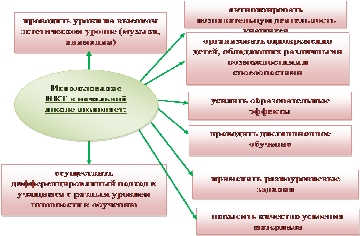 проводить уроки на высоком
эстетическом уровне (музыка,
анимация)
активизировать
познавательную деятельность
учащихся
организовать одновременно
детей, обладающих различными
возможностями и
способностями
Использование
ИКТ в начальной
школе позволяет:
усилить образовательные
эффекты
проводить дистанционное
обучение
осуществить
дифференцированный подход к
учащимся с разным уровнем
готовности к обучению
применять разноуровневые
задания
повысить качество усвоения
материала